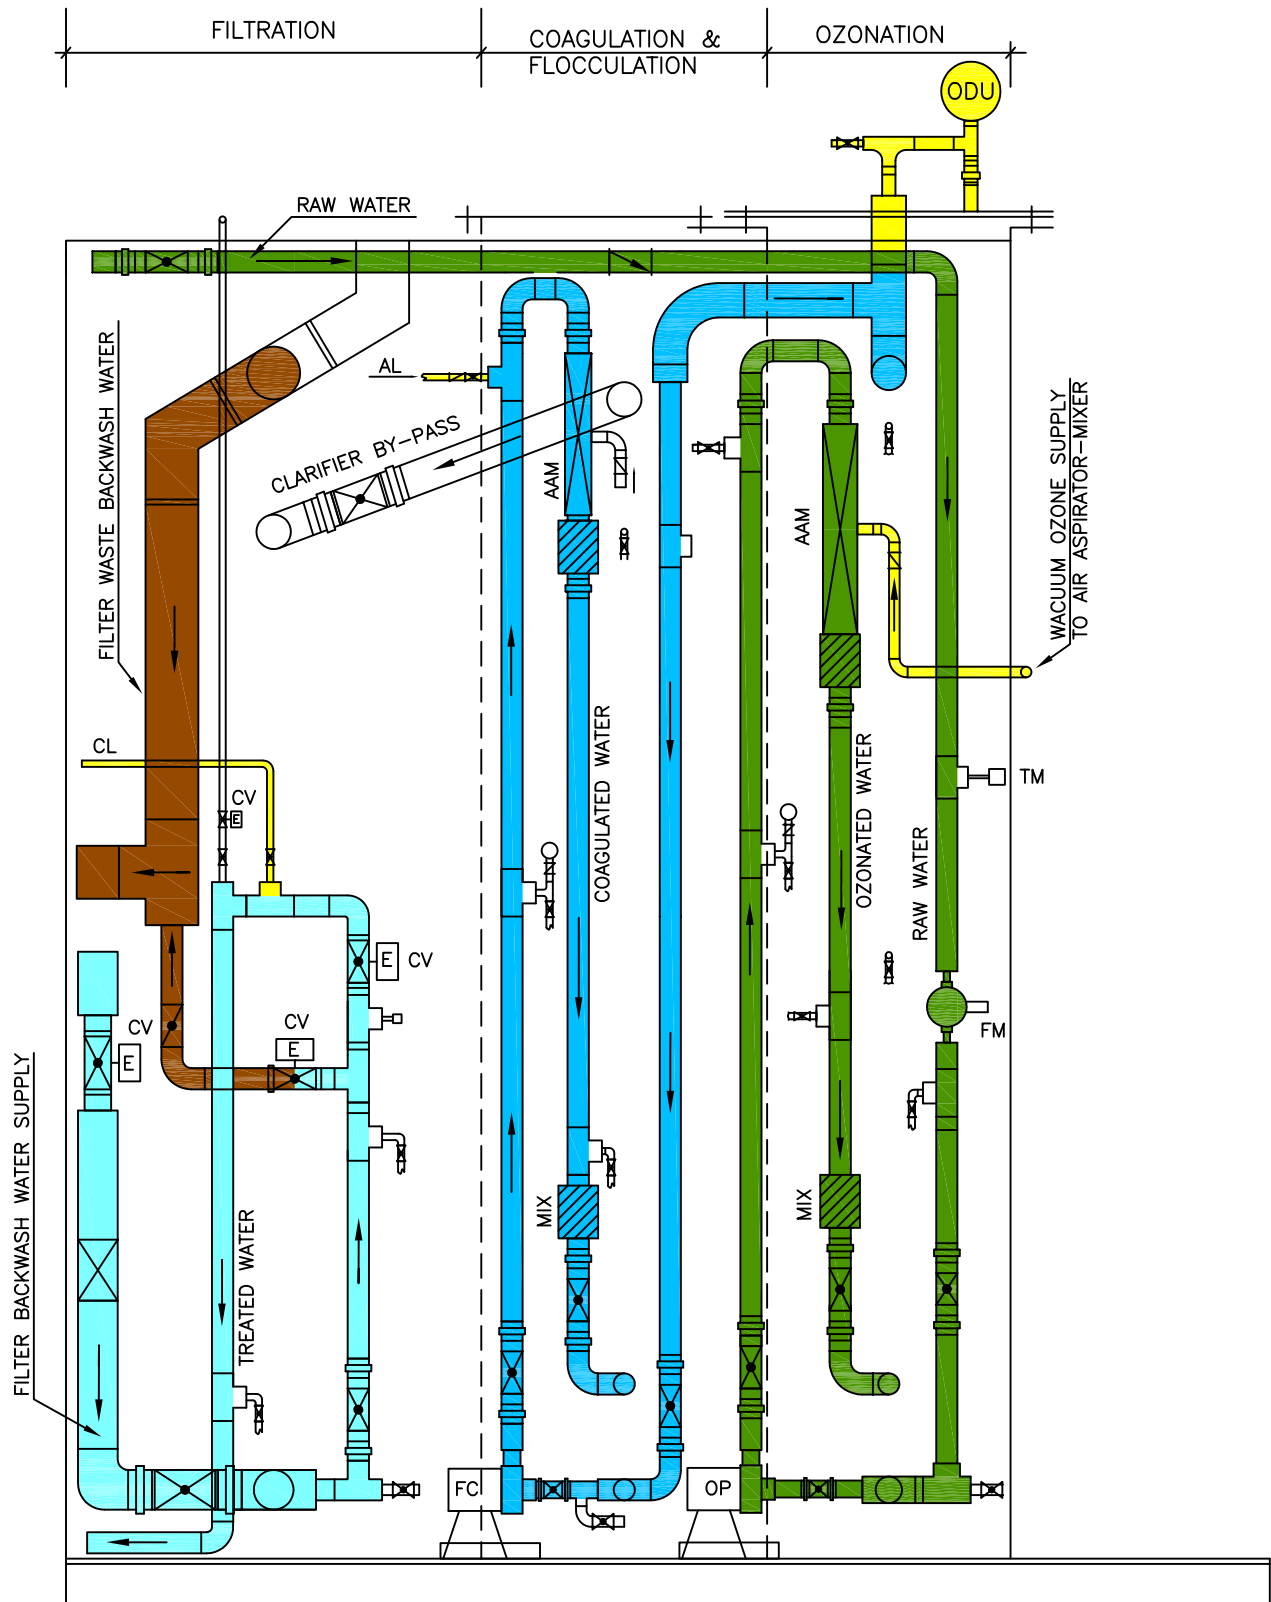 FILTRATION
COAGULATION &
FLOCCULATION
OZONATION
ODU
RAW WATER
AL
CLARIFIER BY-PASS
FILTER WASTE BACKWASH WATER
AAM
AAM
WACUUM OZONE SUPPLY
TO AIR ASPIRATOR-MIXER
CL
CV
E
COAGULATED WATER
OZONATED WATER
RAW WATER
TM
E
CV
CV
E
CV
E
FM
FILTER BACKWASH WATER SUPPLY
TREATED WATER
MIX
MIX
FC
OP